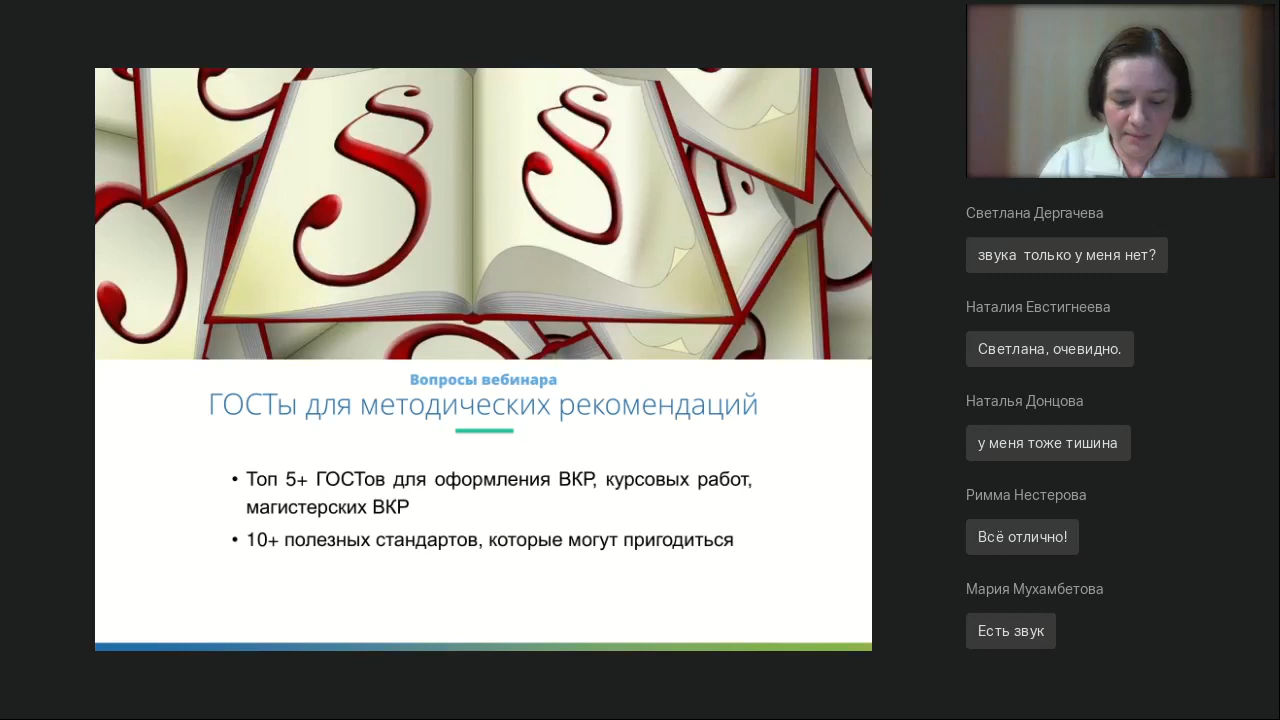 Вопросы вебинара
ГОСТы для методических рекомендаций
• Топ 5+ ГОСТов для оформления ВКР, курсовых работ,
магистерских ВКР
• 10+ полезных стандартов, которые могут пригодиться
Светлана Дергачева
звука только у меня нет?
Наталия Евстигнеева
Светлана, очевидно.
Наталья Донцова
у меня тоже тишина
Римма Нестерова
Всё отлично!
Мария Мухамбетова
Есть звук